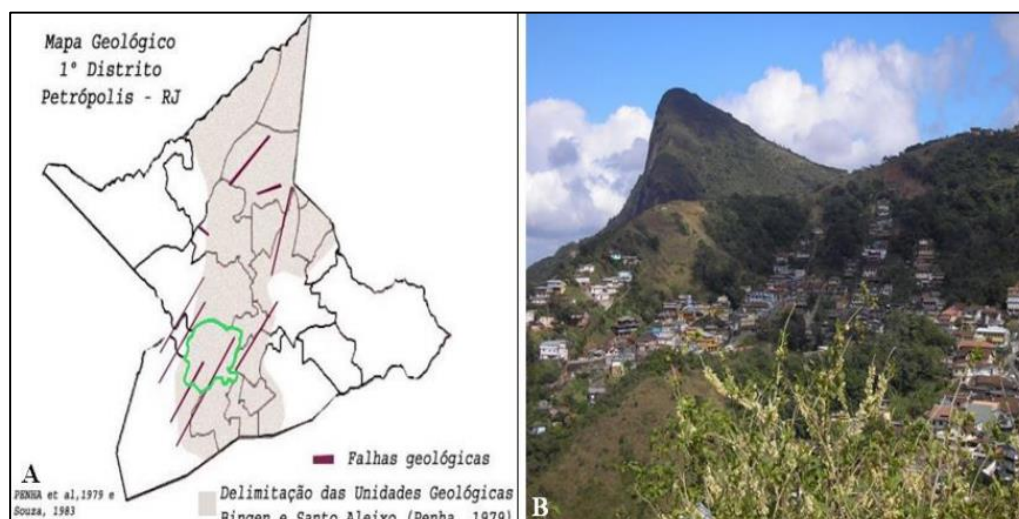 Mapa Geológico
1º Distrito
Petrópolis - RJ
Falhas geológicas
A
PENHA et al,1979 e
Souza, 1983
Delimitação das Unidades Geológicas
Bingen e Santo Aleixo (Penha, 1979)
B